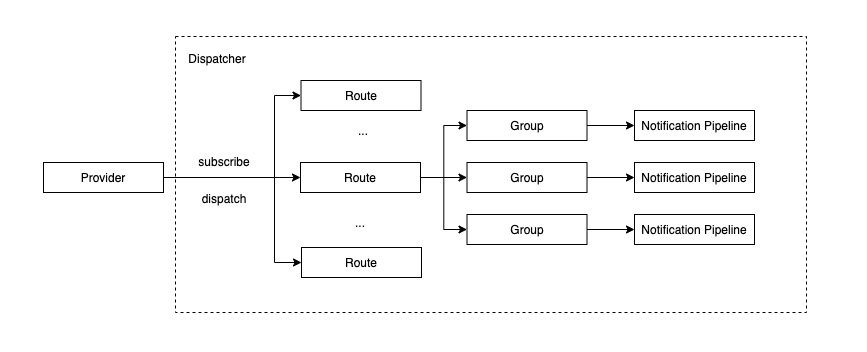 Dispatcher
Route
...
Group
Notification Pipeline
subscribe
Provider
Route
Group
Notification Pipeline
dispatch
...
Group
Notification Pipeline
Route